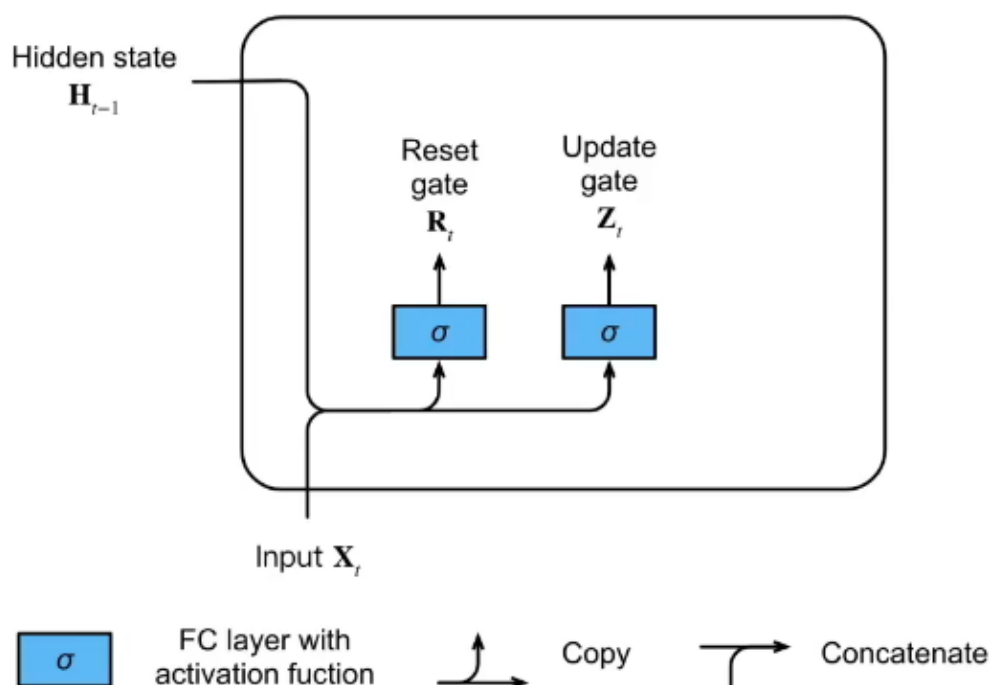 Hidden state
H_{t−1}
Reset
gate
R_t
Update
gate
Z_t
σ
σ
Input X_t
σ
FC layer with
activation fuction
Copy
Concatenate